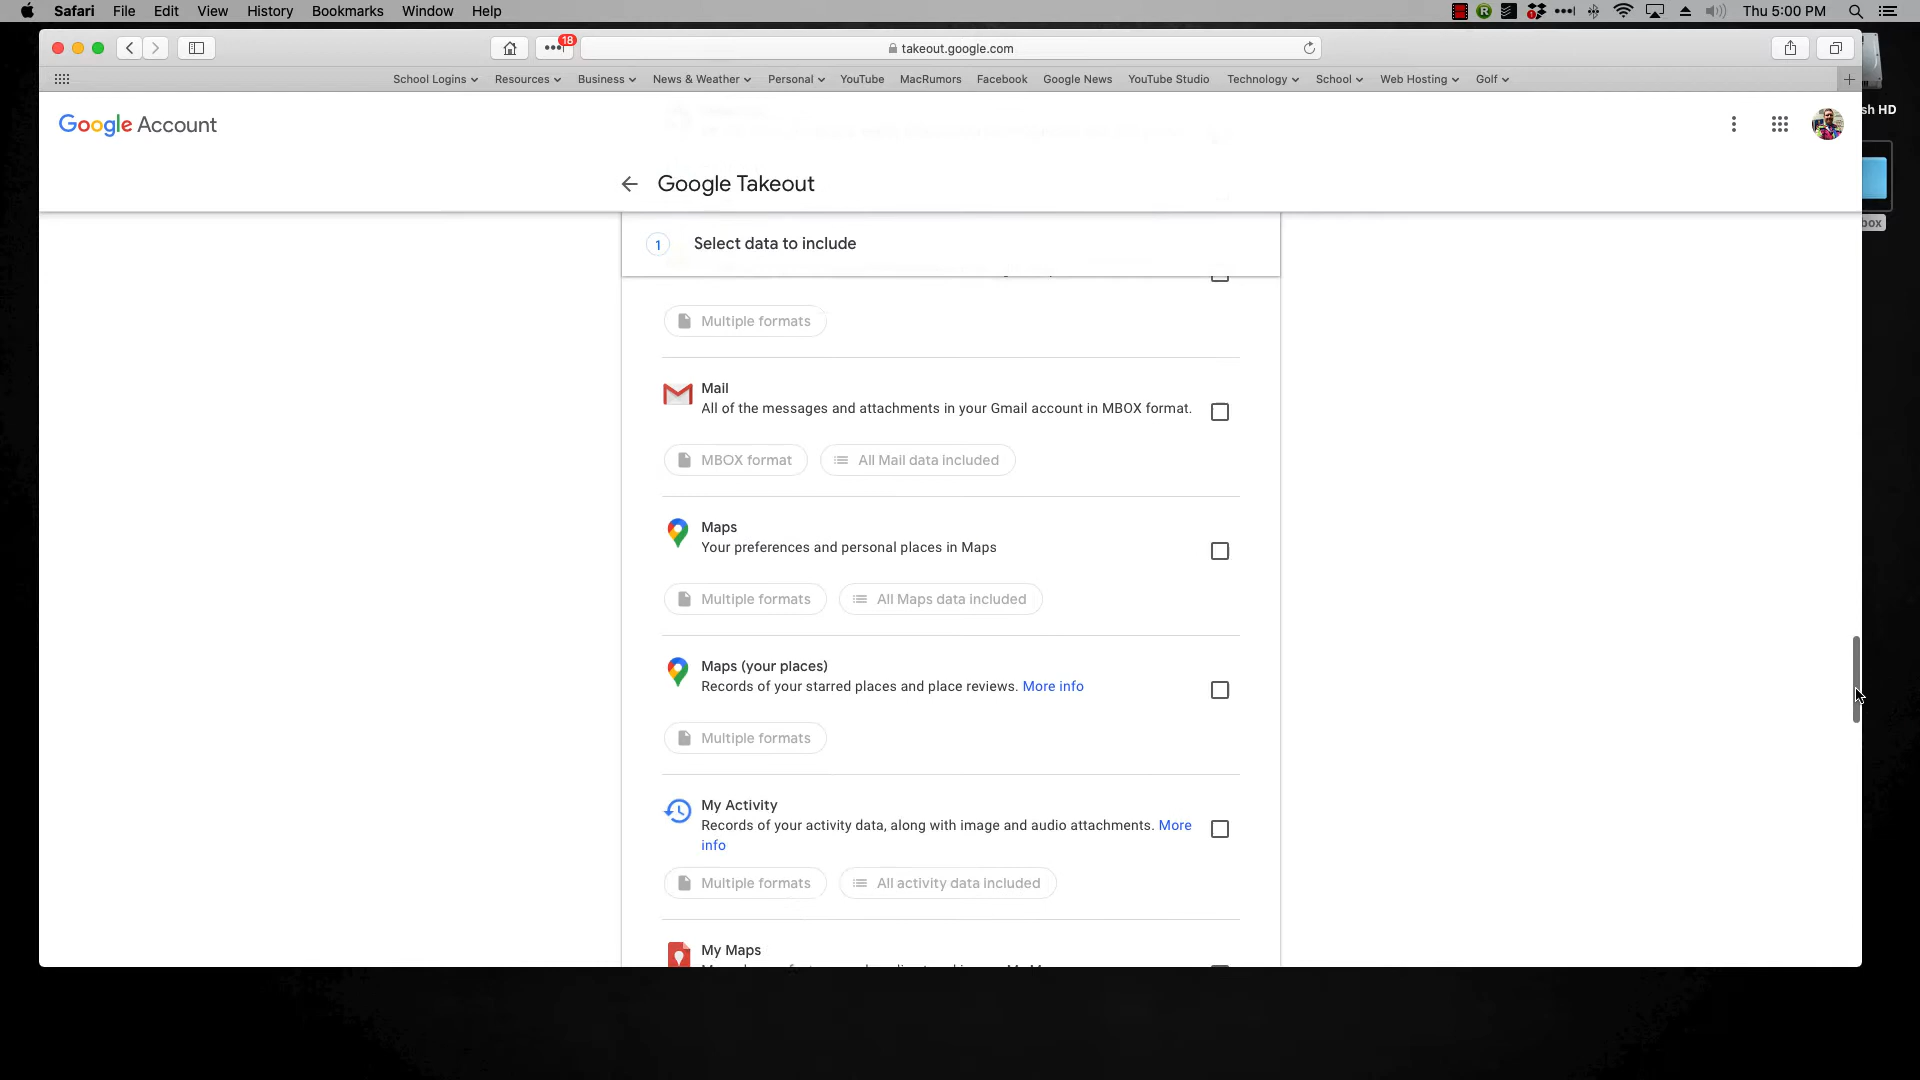 Safari File Edit View History Bookmarks Window Help Thu 5:00 PM
18 takeout.google.com
School Logins Resources Business News & Weather Personal YouTube MacRumors Facebook Google News YouTube Studio Technology School Web Hosting Golf
sh HD
Google Account
Google Takeout
box
1 Select data to include
Multiple formats
Mail
All of the messages and attachments in your Gmail account in MBOX format.
MBOX format All Mail data included
Maps
Your preferences and personal places in Maps
Multiple formats All Maps data included
Maps (your places)
Records of your starred places and place reviews. More info
Multiple formats
My Activity
Records of your activity data, along with image and audio attachments. More
info
Multiple formats All activity data included
My Maps